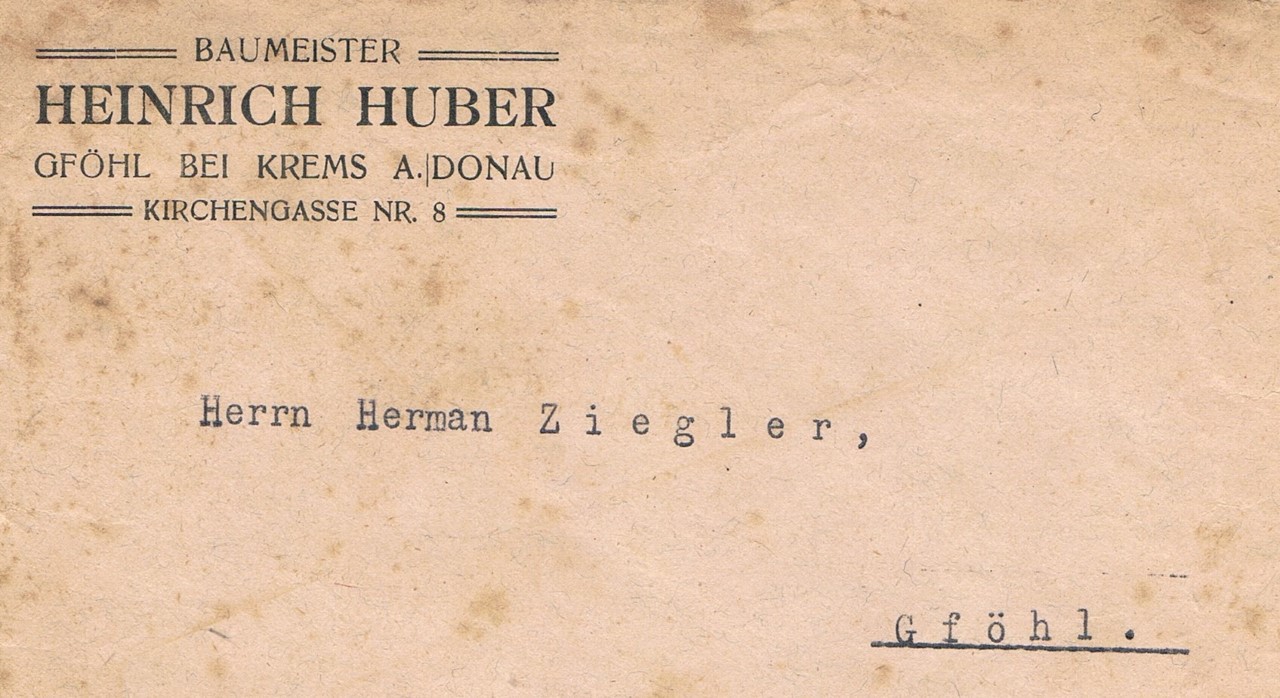 BAUMEISTER
HEINRICH HUBER
GFÖHL BEI KREMS A.|DONAU
KIRCHENGASSE NR. 8
Herrn Herman Z i e g l e r ,
G f ö h l .